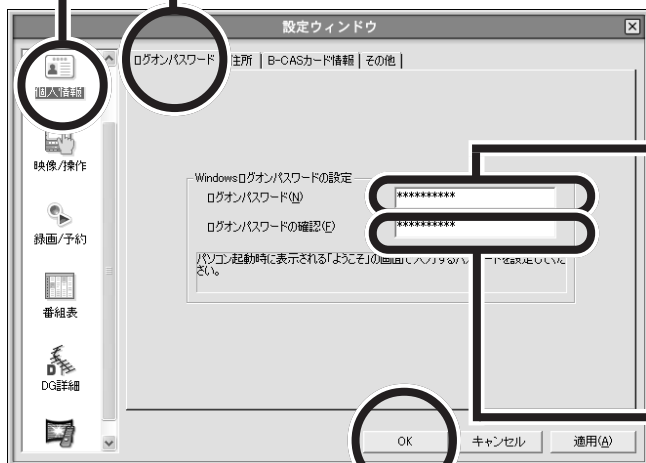 設定ウィンドウ
個人情報
映像/操作
録画/予約
番組表
DG詳細
ログオンパスワード
住所
B-CASカード情報
その他
Windowsログオンパスワードの設定
ログオンパスワード(N)
**********
ログオンパスワードの確認(F)
**********
パソコン起動時に表示される「ようこそ」の画面で入力するパスワードを設定してくだ
さい。
OK
キャンセル
適用(A)